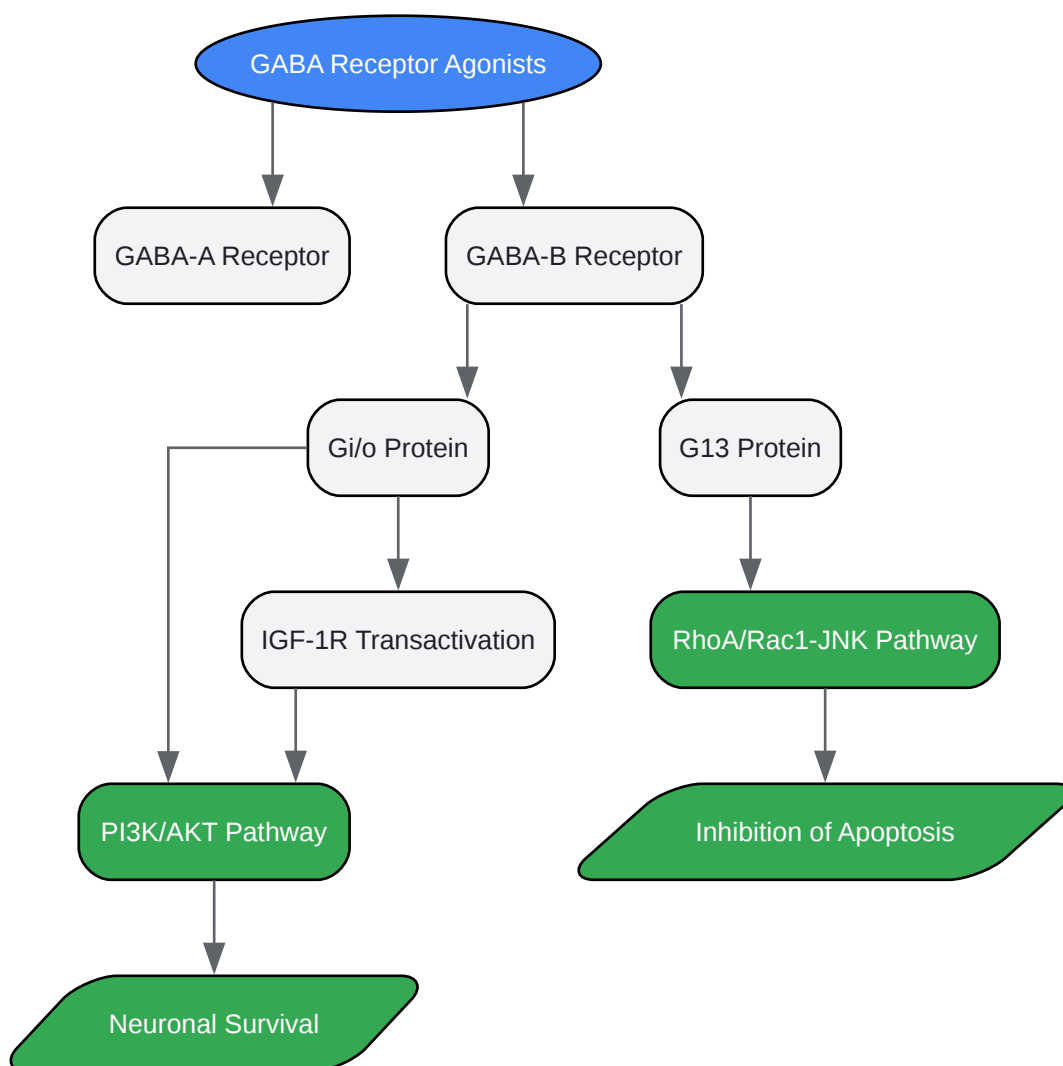 GABA Receptor Agonists
GABA-A Receptor
GABA-B Receptor
Gi/o Protein
G13 Protein
IGF-1R Transactivation
RhoA/Rac1-JNK Pathway
PI3K/AKT Pathway
Inhibition of Apoptosis
Neuronal Survival